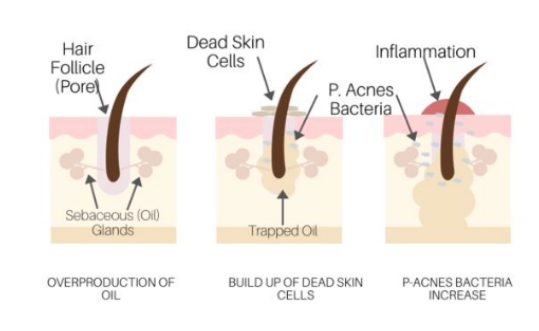 Hair
Follicle
(Pore)
Sebaceous (Oil)
Glands
OVERPRODUCTION OF
OIL
Dead Skin
Cells
P. Acnes
Bacteria
Trapped Oil
BUILD UP OF DEAD SKIN
CELLS
Inflammation
P-ACNES BACTERIA
INCREASE